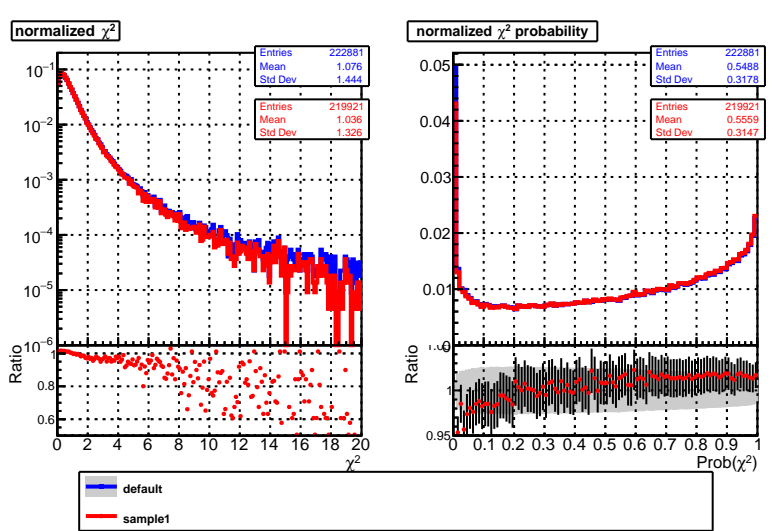 normalized χ²
Entries 222881
Mean 1.076
Std Dev 1.444
Entries 219921
Mean 1.036
Std Dev 1.326
10⁻¹
10⁻²
10⁻³
10⁻⁴
10⁻⁵
10⁻⁶
Ratio
1
0.8
0.6
0 2 4 6 8 10 12 14 16 18 20
χ²
normalized χ² probability
Entries 222881
Mean 0.5488
Std Dev 0.3178
Entries 219921
Mean 0.5559
Std Dev 0.3147
0.05
0.04
0.03
0.02
0.01
Ratio
1
0.95
0 0.1 0.2 0.3 0.4 0.5 0.6 0.7 0.8 0.9 1
Prob(χ²)
default
sample1